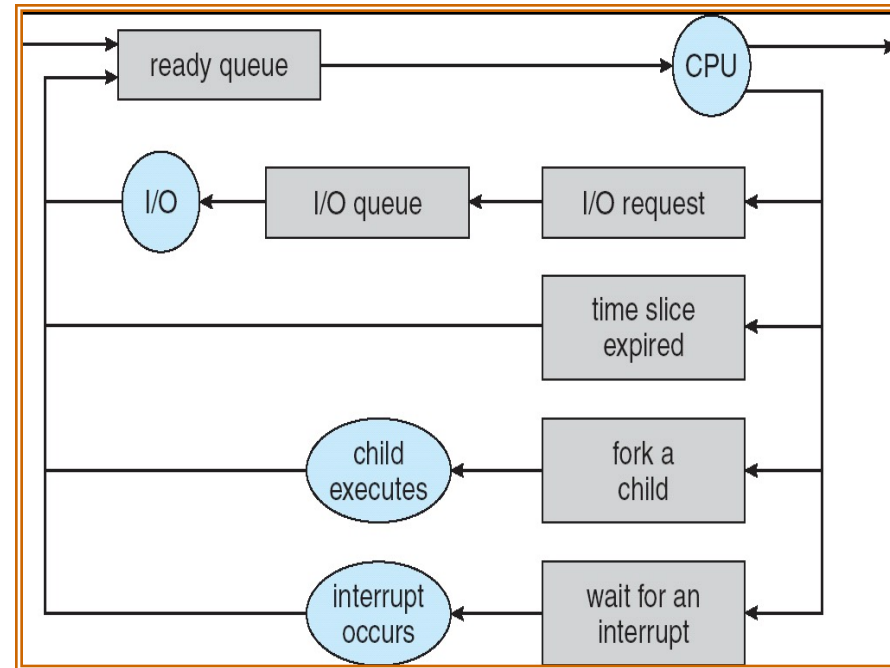 ready queue
CPU
I/O
I/O queue
I/O request
time slice
expired
child
executes
fork a
child
interrupt
occurs
wait for an
interrupt